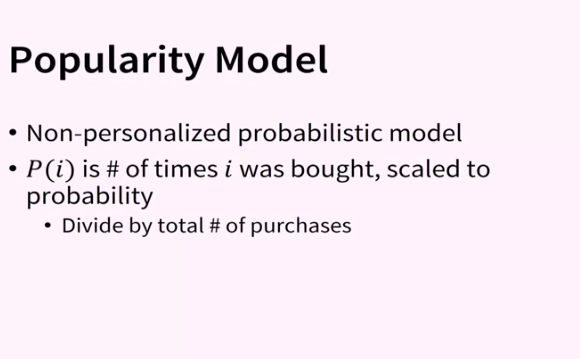 Popularity Model
• Non-personalized probabilistic model
• P(i) is # of times i was bought, scaled to
probability
• Divide by total # of purchases